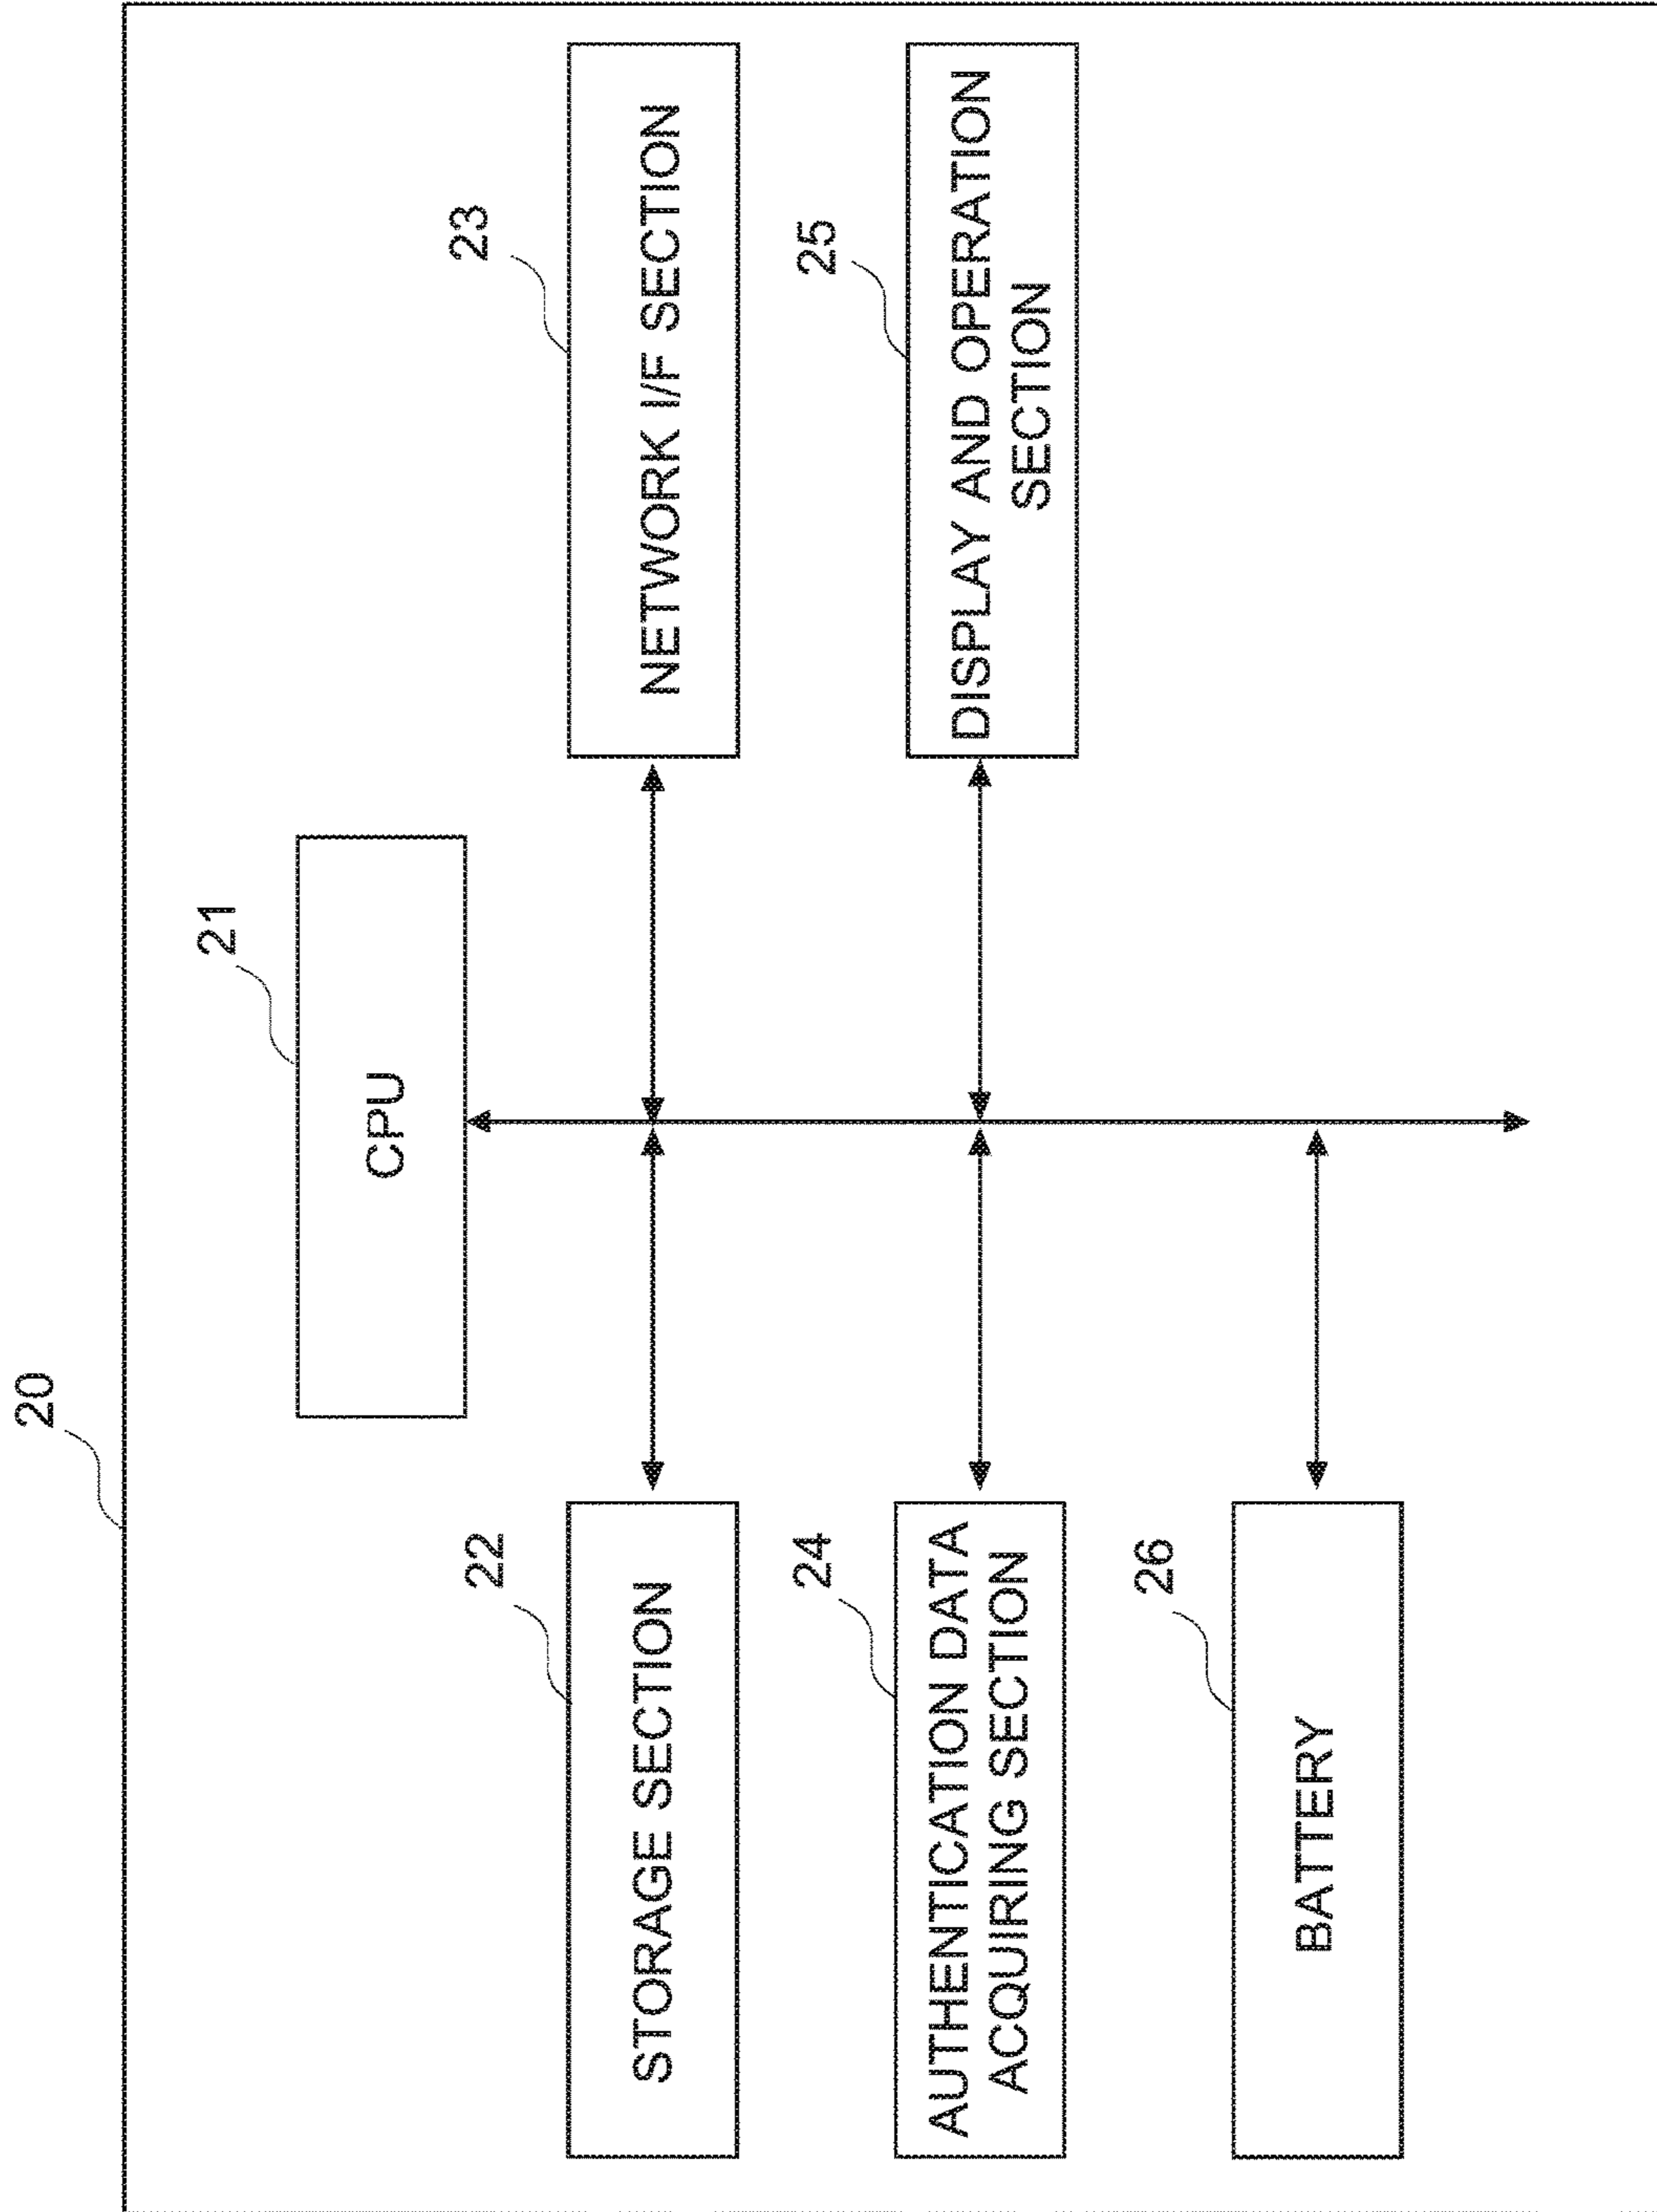 20
21
CPU
22
STORAGE SECTION
23
NETWORK I/F SECTION
24
AUTHENTICATION DATA
ACQUIRING SECTION
25
DISPLAY AND OPERATION
SECTION
26
BATTERY